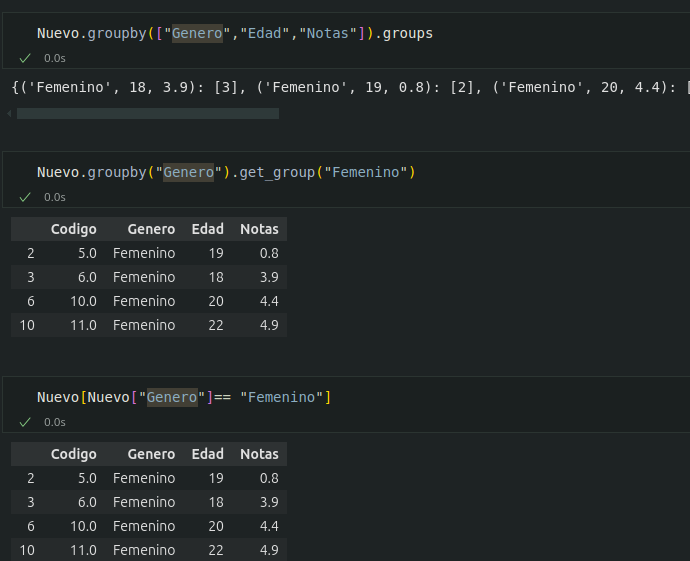 Nuevo.groupby(["Genero","Edad","Notas"]).groups
0.0s
{('Femenino', 18, 3.9): [3], ('Femenino', 19, 0.8): [2], ('Femenino', 20, 4.4): [
Nuevo.groupby("Genero").get_group("Femenino")
0.0s
Codigo Genero Edad Notas
2 5.0 Femenino 19 0.8
3 6.0 Femenino 18 3.9
6 10.0 Femenino 20 4.4
10 11.0 Femenino 22 4.9
Nuevo[Nuevo["Genero"]== "Femenino"]
0.0s
Codigo Genero Edad Notas
2 5.0 Femenino 19 0.8
3 6.0 Femenino 18 3.9
6 10.0 Femenino 20 4.4
10 11.0 Femenino 22 4.9